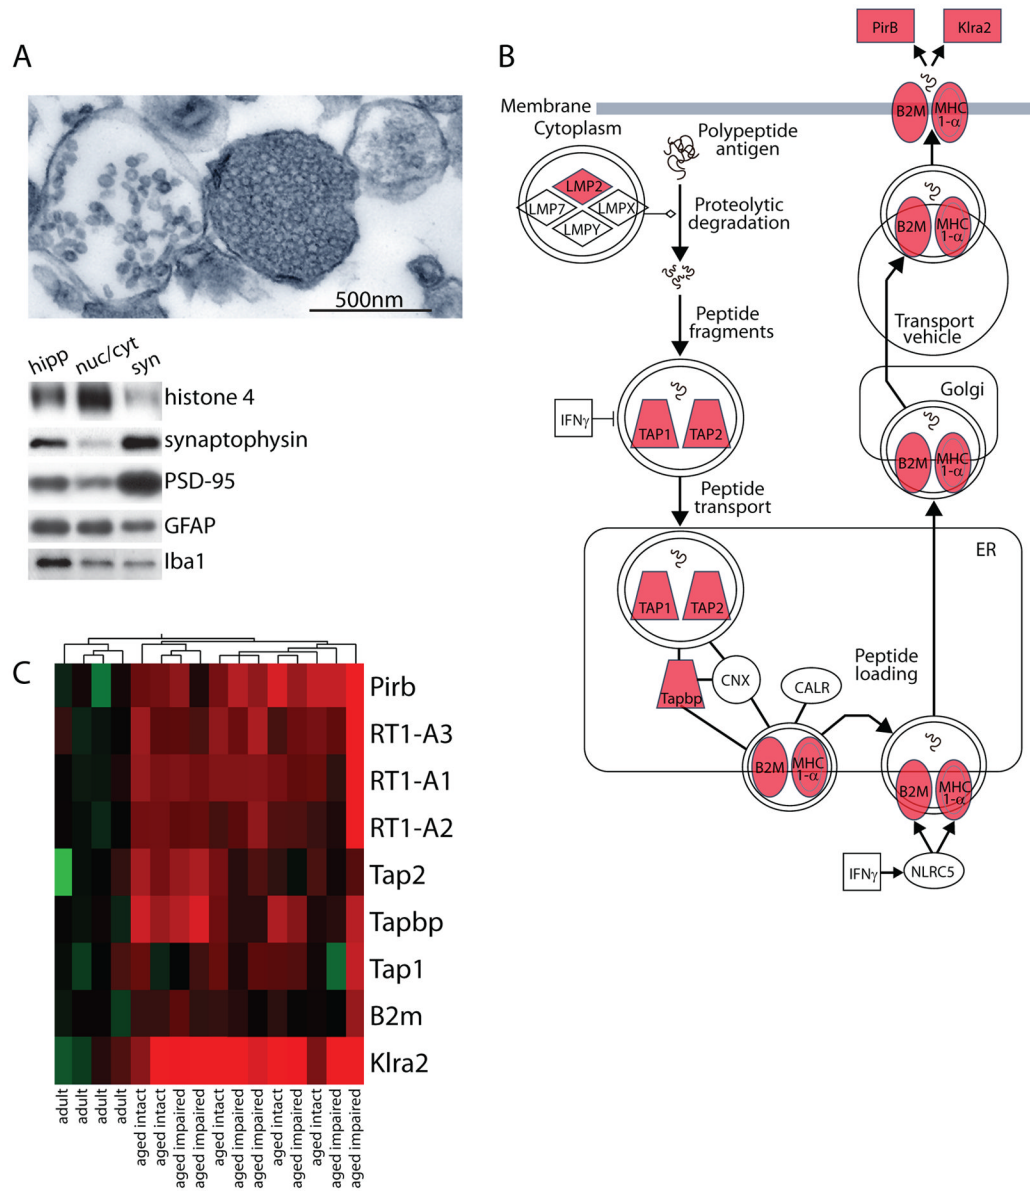 A
500nm
hipp
nuc/cyt
syn
histone 4
synaptophysin
PSD-95
GFAP
Iba1
B
PirB
Klra2
Membrane
B2M
MHC
1-α
Cytoplasm
LMP2
LMP7
LMPX
LMPY
Polypeptide
antigen
Proteolytic
degradation
Peptide
fragments
IFNγ
TAP1
TAP2
Peptide
transport
ER
TAP1
TAP2
Tapbp
CNX
CALR
B2M
MHC
1-α
Peptide
loading
B2M
MHC
1-α
IFNγ
NLRC5
Golgi
B2M
MHC
1-α
Transport
vehicle
B2M
MHC
1-α
C
Pirb
RT1-A3
RT1-A1
RT1-A2
Tap2
Tapbp
Tap1
B2m
Klra2
adult
adult
adult
adult
aged intact
aged intact
aged impaired
aged impaired
aged intact
aged impaired
aged impaired
aged intact
aged impaired
aged intact
aged impaired
aged impaired